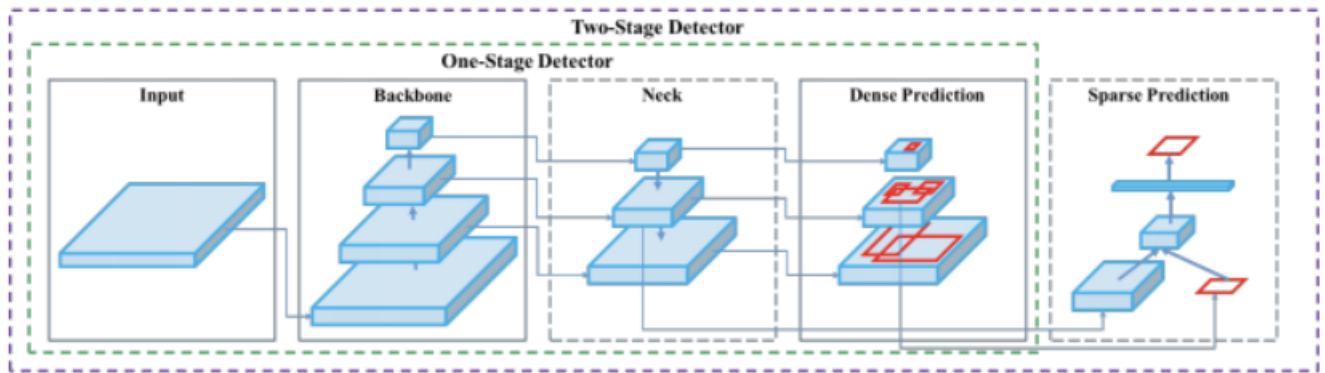 Two-Stage Detector
One-Stage Detector
Input
Backbone
Neck
Dense Prediction
Sparse Prediction